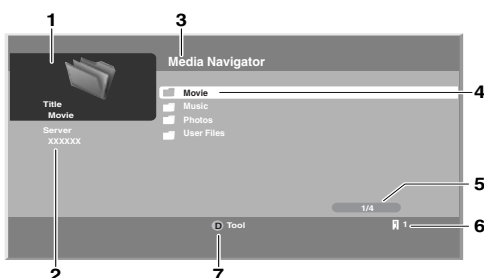 1
3
Media Navigator
Movie
4
Music
Title
Movie
Photos
Server
XXXXXX
User Files
5
1/4
D Tool
1
6
2
7